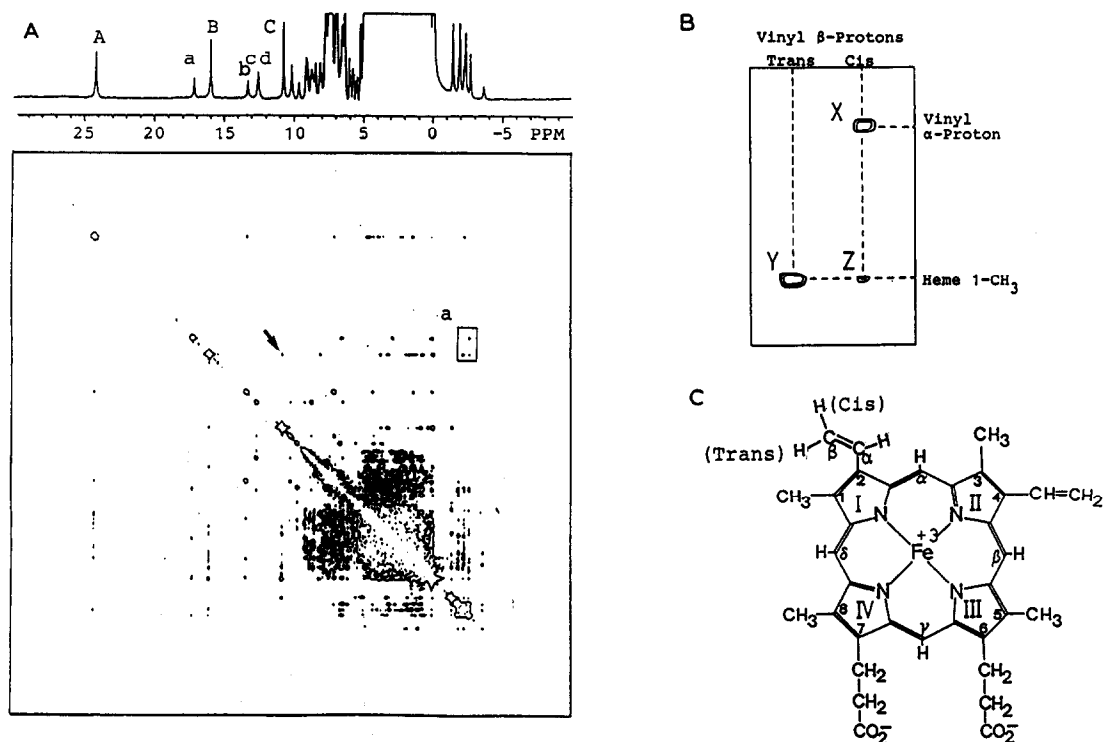 A
A
a
B
b
c
d
C
25 20 15 10 5 0 -5 PPM
a
B
Vinyl β-Protons
Trans Cis
X
Vinyl
α-Proton
Y
Z
Heme 1-CH3
C
H(Cis)
(Trans)
H
C
β
C
α
H
H
α
CH3
2
3
CH3
1
I
II
4
CH=CH2
N
N
H
δ
+3
Fe
β
H
N
N
8
IV
III
5
CH3
CH3
7
γ
6
H
CH2
CH2
CH2
CH2
CO2-
CO2-